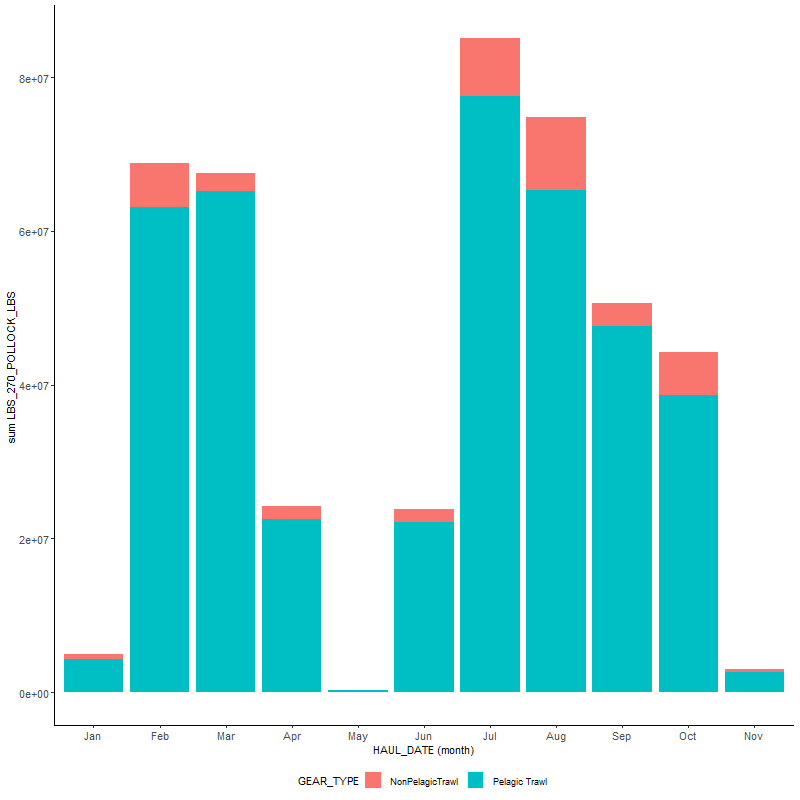 sum LBS_270_POLLOCK_LBS
8e+07
6e+07
4e+07
2e+07
0e+00
Jan Feb Mar Apr May Jun Jul Aug Sep Oct Nov
HAUL_DATE (month)
GEAR_TYPE NonPelagicTrawl Pelagic Trawl